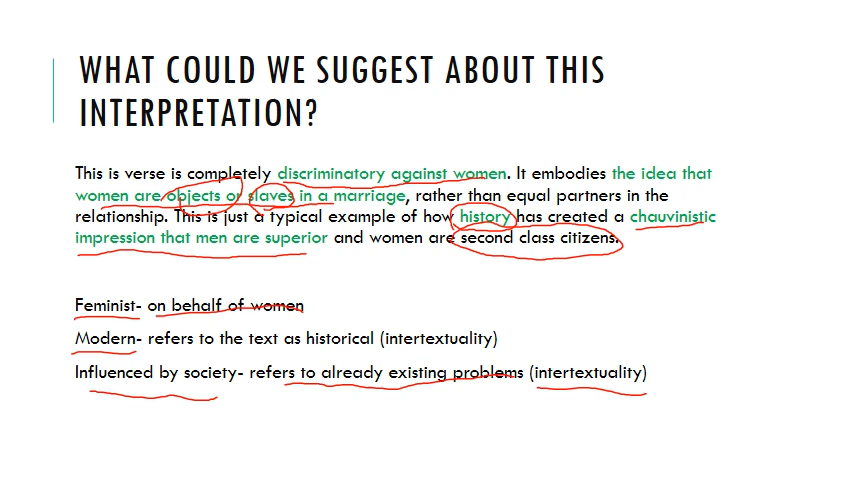 WHAT COULD WE SUGGEST ABOUT THIS
INTERPRETATION?
This is verse is completely discriminatory against women. It embodies the idea that
women are objects or slaves in a marriage, rather than equal partners in the
relationship. This is just a typical example of how history has created a chauvinistic
impression that men are superior and women are second class citizens.
Feminist- on behalf of women
Modern- refers to the text as historical (intertextuality)
Influenced by society- refers to already existing problems (intertextuality)